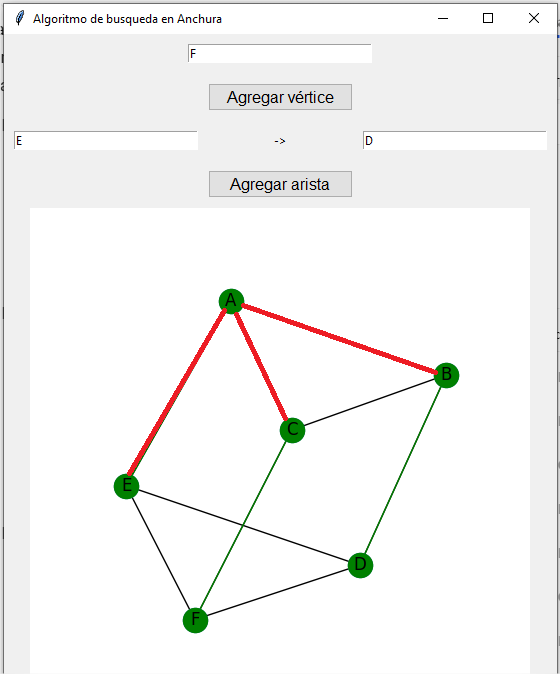 Algoritmo de busqueda en Anchura
F
Agregar vértice
E -> D
Agregar arista
A
B
C
E
D
F